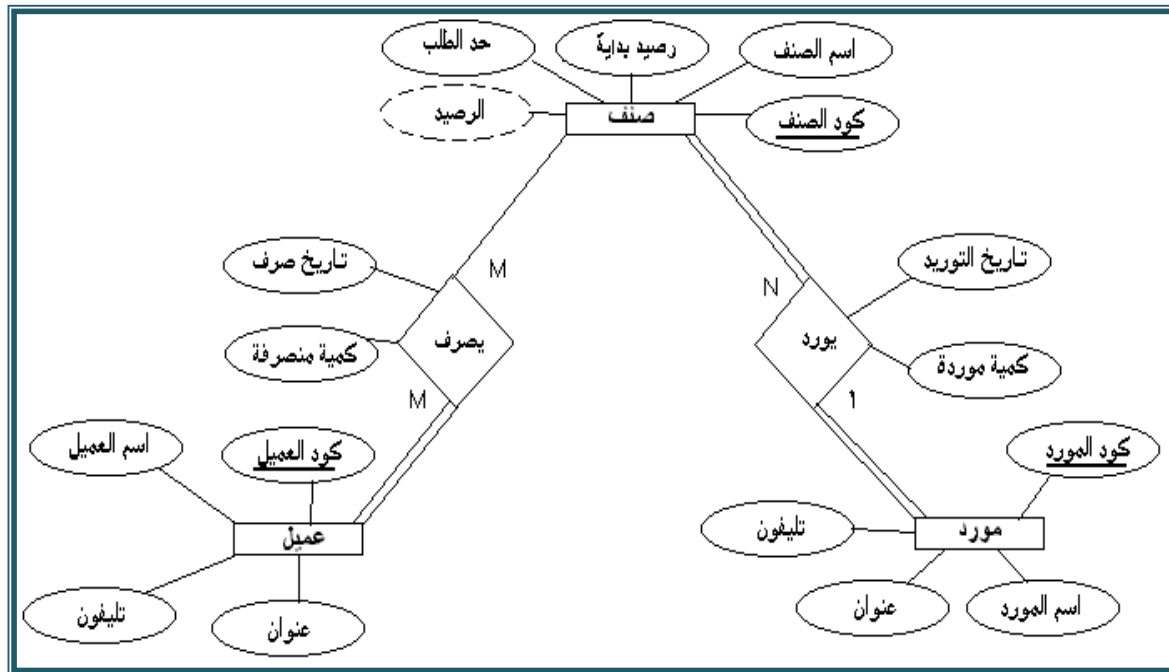 حد الطلب
رصيد بداية
اسم الصنف
الرصيد
صنف
كود الصنف
تاريخ صرف
M
N
تاريخ التوريد
كمية منصرفة
يصرف
يورد
كمية موردة
M
1
اسم العميل
كود العميل
كود المورد
عميل
تليفون
مورد
تليفون
عنوان
عنوان
اسم المورد